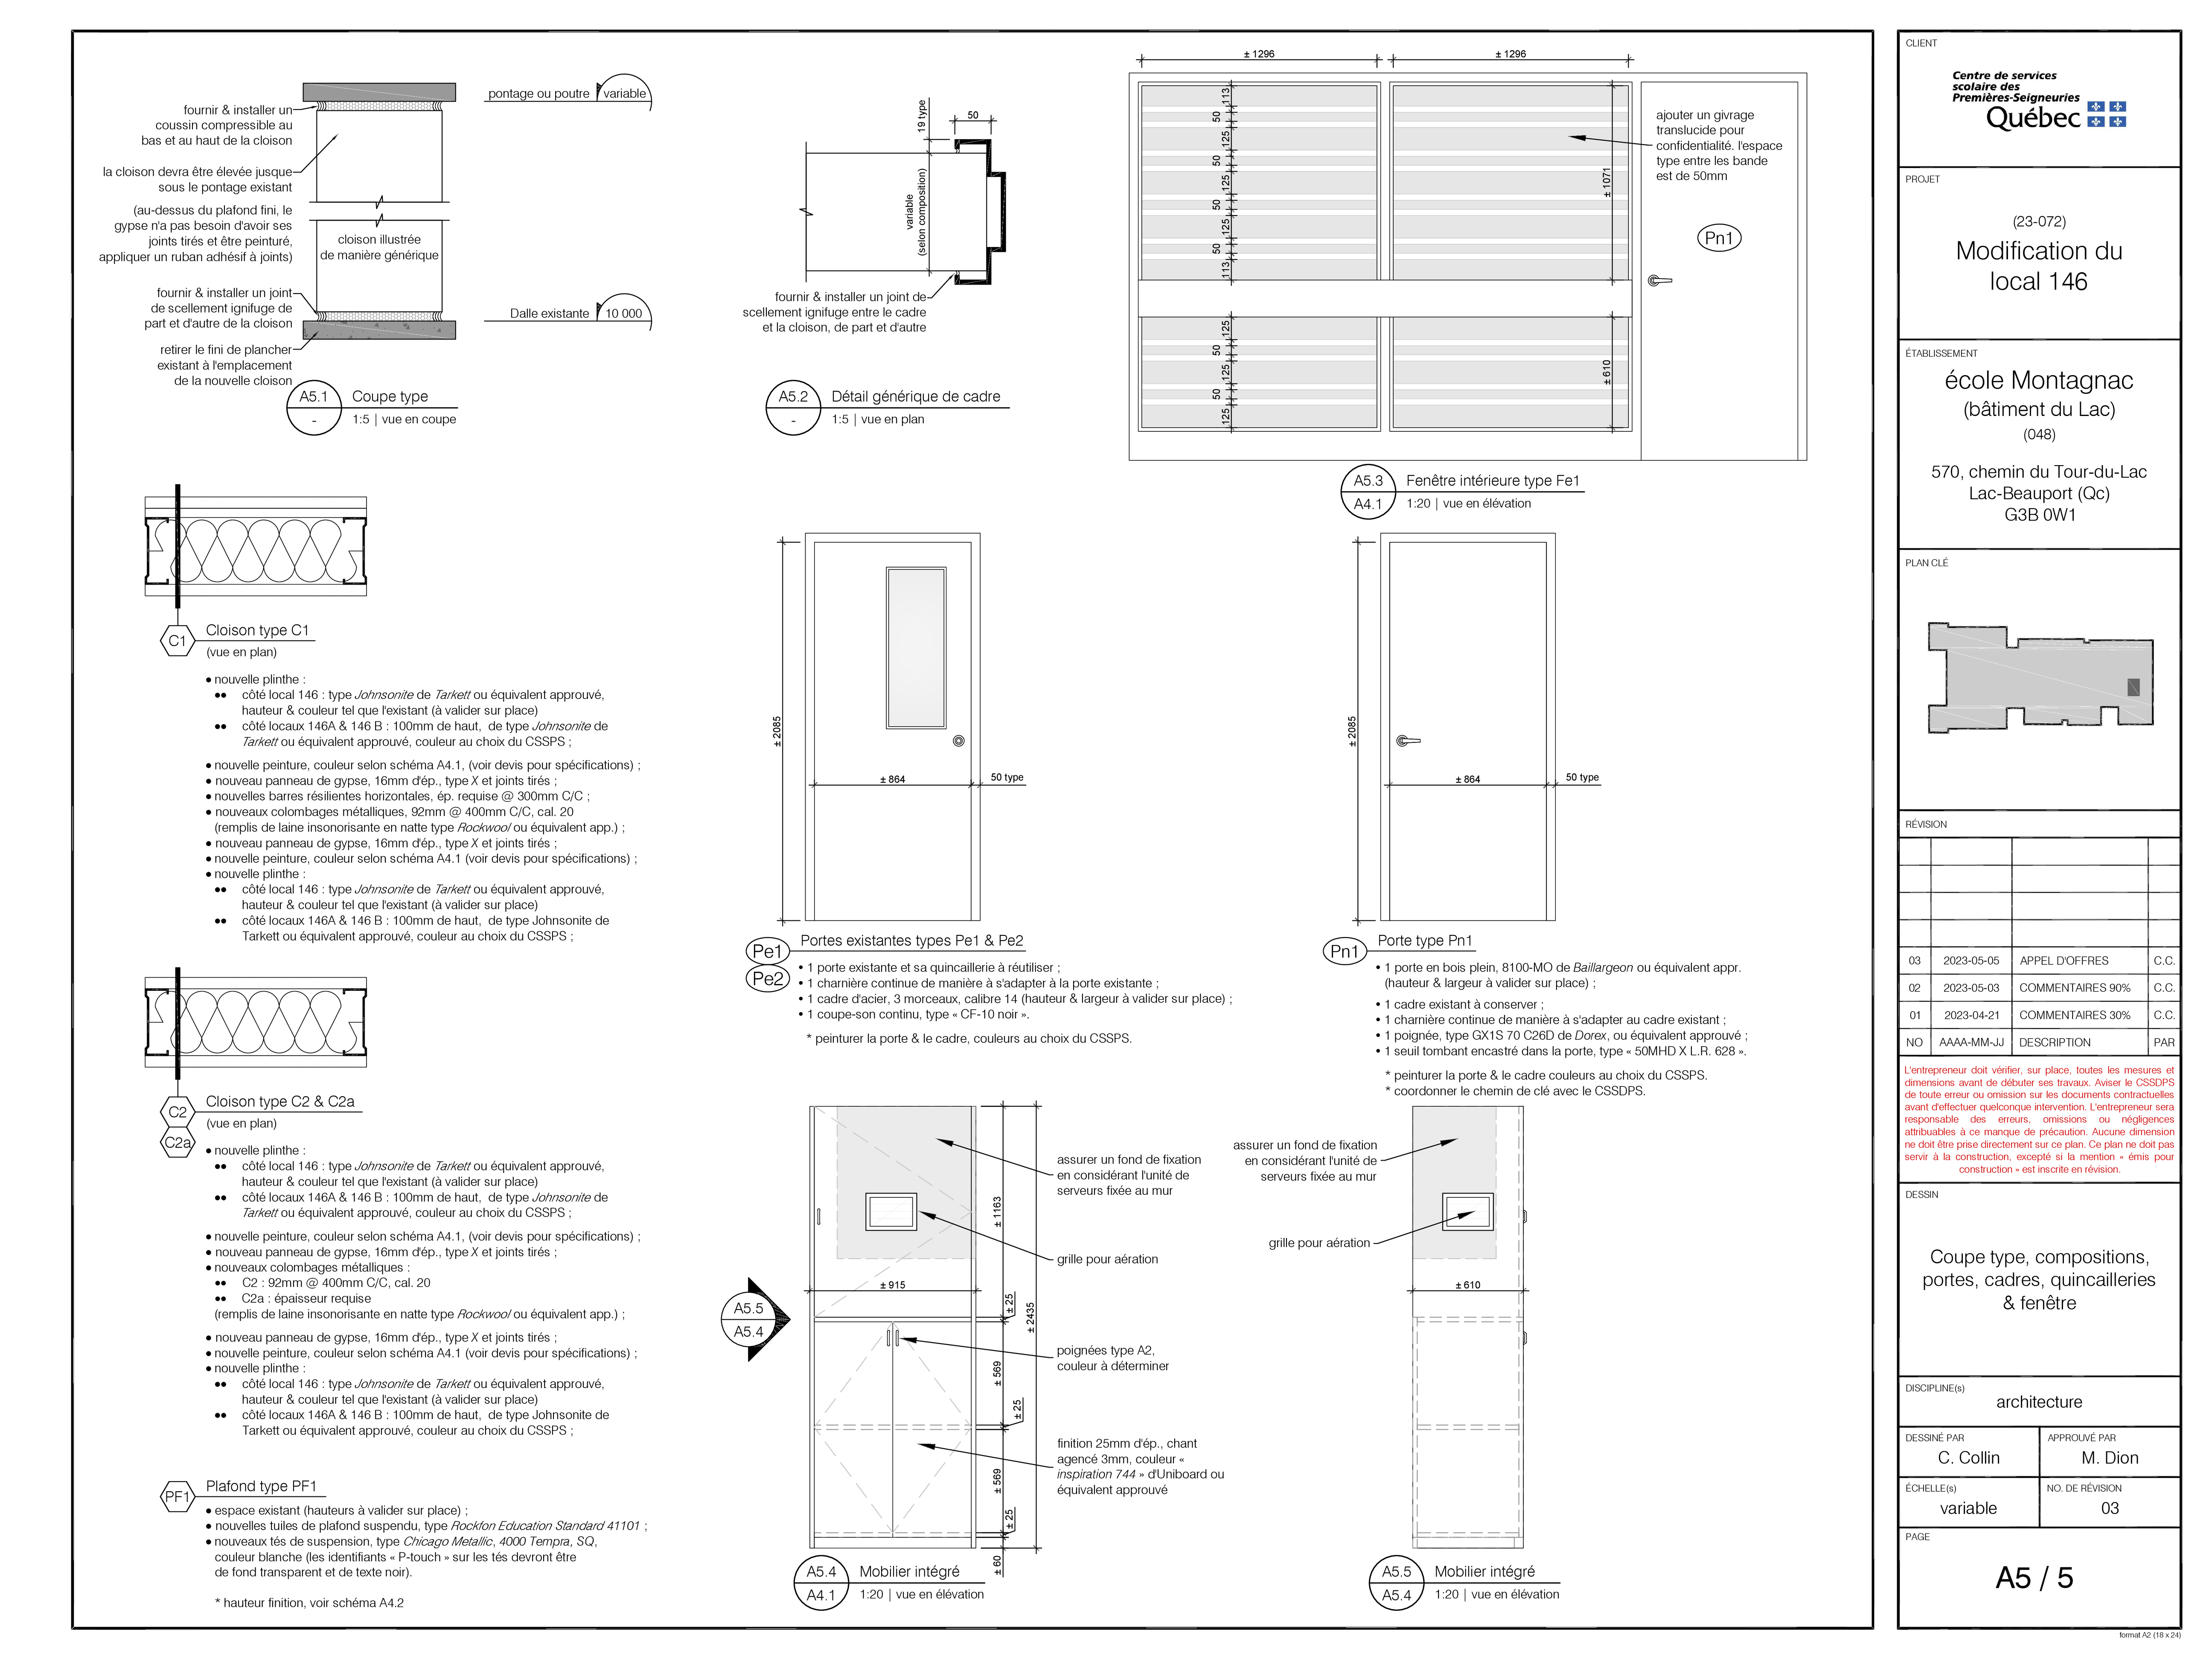 fournir & installer un
coussin compressible au
bas et au haut de la cloison
la cloison devra être élevée jusque
sous le pontage existant
(au-dessus du plafond fini, le
gypse n'a pas besoin d'avoir ses
joints tirés et être peinturé,
appliquer un ruban adhésif à joints)
fournir & installer un joint
de scellement ignifuge de
part et d'autre de la cloison
retirer le fini de plancher
existant à l'emplacement
de la nouvelle cloison
cloison illustrée
de manière générique
pontage ou poutre
variable
Dalle existante
10 000
A5.1
-
Coupe type
1:5 | vue en coupe
19 type
50
variable
(selon composition)
fournir & installer un joint de
scellement ignifuge entre le cadre
et la cloison, de part et d'autre
A5.2
-
Détail générique de cadre
1:5 | vue en plan
± 1296
± 1296
113
50
125
50
125
50
125
50
113
± 1071
125
50
125
50
125
± 610
ajouter un givrage
translucide pour
confidentialité. l'espace
type entre les bande
est de 50mm
Pn1
A5.3
A4.1
Fenêtre intérieure type Fe1
1:20 | vue en élévation
C1
Cloison type C1
(vue en plan)
● nouvelle plinthe :
●● côté local 146 : type Johnsonite de Tarkett ou équivalent approuvé,
hauteur & couleur tel que l'existant (à valider sur place)
●● côté locaux 146A & 146 B : 100mm de haut, de type Johnsonite de
Tarkett ou équivalent approuvé, couleur au choix du CSSPS ;
● nouvelle peinture, couleur selon schéma A4.1, (voir devis pour spécifications) ;
● nouveau panneau de gypse, 16mm d'ép., type X et joints tirés ;
● nouvelles barres résilientes horizontales, ép. requise @ 300mm C/C ;
● nouveaux colombages métalliques, 92mm @ 400mm C/C, cal. 20
(remplis de laine insonorisante en natte type Rockwool ou équivalent app.) ;
● nouveau panneau de gypse, 16mm d'ép., type X et joints tirés ;
● nouvelle peinture, couleur selon schéma A4.1 (voir devis pour spécifications) ;
● nouvelle plinthe :
●● côté local 146 : type Johnsonite de Tarkett ou équivalent approuvé,
hauteur & couleur tel que l'existant (à valider sur place)
●● côté locaux 146A & 146 B : 100mm de haut, de type Johnsonite de
Tarkett ou équivalent approuvé, couleur au choix du CSSPS ;
C2
C2a
Cloison type C2 & C2a
(vue en plan)
● nouvelle plinthe :
●● côté local 146 : type Johnsonite de Tarkett ou équivalent approuvé,
hauteur & couleur tel que l'existant (à valider sur place)
●● côté locaux 146A & 146 B : 100mm de haut, de type Johnsonite de
Tarkett ou équivalent approuvé, couleur au choix du CSSPS ;
● nouvelle peinture, couleur selon schéma A4.1, (voir devis pour spécifications) ;
● nouveau panneau de gypse, 16mm d'ép., type X et joints tirés ;
● nouveaux colombages métalliques :
●● C2 : 92mm @ 400mm C/C, cal. 20
●● C2a : épaisseur requise
(remplis de laine insonorisante en natte type Rockwool ou équivalent app.) ;
● nouveau panneau de gypse, 16mm d'ép., type X et joints tirés ;
● nouvelle peinture, couleur selon schéma A4.1 (voir devis pour spécifications) ;
● nouvelle plinthe :
●● côté local 146 : type Johnsonite de Tarkett ou équivalent approuvé,
hauteur & couleur tel que l'existant (à valider sur place)
●● côté locaux 146A & 146 B : 100mm de haut, de type Johnsonite de
Tarkett ou équivalent approuvé, couleur au choix du CSSPS ;
PF1
Plafond type PF1
● espace existant (hauteurs à valider sur place) ;
● nouvelles tuiles de plafond suspendu, type Rockfon Education Standard 41101 ;
● nouveaux tés de suspension, type Chicago Metallic, 4000 Tempra, SQ,
couleur blanche (les identifiants « P-touch » sur les tés devront être
de fond transparent et de texte noir).
* hauteur finition, voir schéma A4.2
± 2085
± 864
50 type
Pe1
Pe2
Portes existantes types Pe1 & Pe2
• 1 porte existante et sa quincaillerie à réutiliser ;
• 1 charnière continue de manière à s'adapter à la porte existante ;
• 1 cadre d'acier, 3 morceaux, calibre 14 (hauteur & largeur à valider sur place) ;
• 1 coupe-son continu, type « CF-10 noir ».
* peinturer la porte & le cadre, couleurs au choix du CSSPS.
± 2085
± 864
50 type
Pn1
Porte type Pn1
• 1 porte en bois plein, 8100-MO de Baillargeon ou équivalent appr.
(hauteur & largeur à valider sur place) ;
• 1 cadre existant à conserver ;
• 1 charnière continue de manière à s'adapter au cadre existant ;
• 1 poignée, type GX1S 70 C26D de Dorex, ou équivalent approuvé ;
• 1 seuil tombant encastré dans la porte, type « 50MHD X L.R. 628 ».
* peinturer la porte & le cadre couleurs au choix du CSSPS.
* coordonner le chemin de clé avec le CSSDPS.
assurer un fond de fixation
en considérant l'unité de
serveurs fixée au mur
grille pour aération
± 915
± 1163
± 25
± 2435
± 569
± 25
± 569
± 25
± 60
poignées type A2,
couleur à déterminer
finition 25mm d'ép., chant
agencé 3mm, couleur «
inspiration 744 » d'Uniboard ou
équivalent approuvé
A5.5
A5.4
A5.4
A4.1
Mobilier intégré
1:20 | vue en élévation
assurer un fond de fixation
en considérant l'unité de
serveurs fixée au mur
grille pour aération
± 610
A5.5
A5.4
Mobilier intégré
1:20 | vue en élévation
CLIENT
Centre de services
scolaire des
Premières-Seigneuries
Québec
PROJET
(23-072)
Modification du
local 146
ÉTABLISSEMENT
école Montagnac
(bâtiment du Lac)
(048)
570, chemin du Tour-du-Lac
Lac-Beauport (Qc)
G3B 0W1
PLAN CLÉ
RÉVISION
03 2023-05-05 APPEL D'OFFRES C.C.
02 2023-05-03 COMMENTAIRES 90% C.C.
01 2023-04-21 COMMENTAIRES 30% C.C.
NO AAAA-MM-JJ DESCRIPTION PAR
L'entrepreneur doit vérifier, sur place, toutes les mesures et
dimensions avant de débuter ses travaux. Aviser le CSSDPS
de toute erreur ou omission sur les documents contractuelles
avant d'effectuer quelconque intervention. L'entrepreneur sera
responsable des erreurs, omissions ou négligences
attribuables à ce manque de précaution. Aucune dimension
ne doit être prise directement sur ce plan. Ce plan ne doit pas
servir à la construction, excepté si la mention « émis pour
construction » est inscrite en révision.
DESSIN
Coupe type, compositions,
portes, cadres, quincailleries
& fenêtre
DISCIPLINE(s)
architecture
DESSINÉ PAR
C. Collin
APPROUVÉ PAR
M. Dion
ÉCHELLE(s)
variable
NO. DE RÉVISION
03
PAGE
A5 / 5
format A2 (18 x 24)